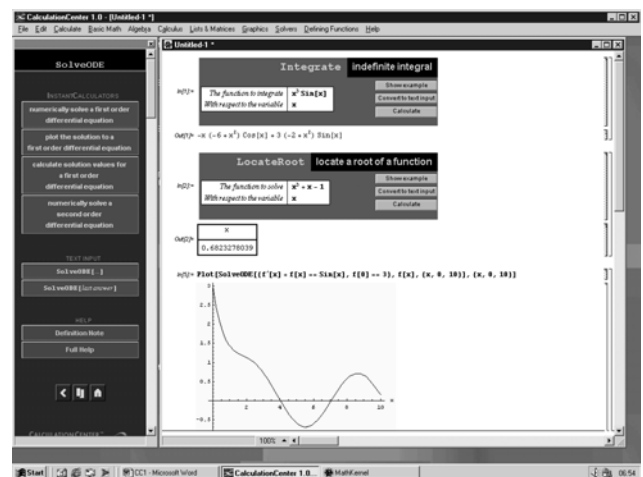 CalculationCenter 1.0 - [Untitled-1 *]
File Edit Calculate Basic Math Algebra Calculus Lists & Matrices Graphics Solvers Defining Functions Help
SolveODE
INSTANTCALCULATORS
numerically solve a first order
differential equation
plot the solution to a
first order differential equation
calculate solution values for
a first order
differential equation
numerically solve a
second order
differential equation
TEXT INPUT
SolveODE[...]
SolveODE[last answer]
HELP
Definition Note
Full Help
CALCULATIONCENTER
Untitled-1 *
Integrate indefinite integral
In[1]:= The function to integrate x³ Sin[x]
With respect to the variable x
Show example
Convert to text input
Calculate
Out[1]= -x (-6 + x²) Cos[x] + 3 (-2 + x²) Sin[x]
LocateRoot locate a root of a function
In[2]:= The function to solve x³ + x - 1
With respect to the variable x
Show example
Convert to text input
Calculate
Out[2]=
x
0.6823278039
Plot[SolveODE[{f'[x] + f[x] == Sin[x], f[0] == 3}, f[x], {x, 0, 10}], {x, 0, 10}]
3
2.5
2
1.5
1
0.5
-0.5
2 4 6 8 10 x
100%
Start CC1 - Microsoft Word CalculationCenter 1.0... MathKernel 06:54